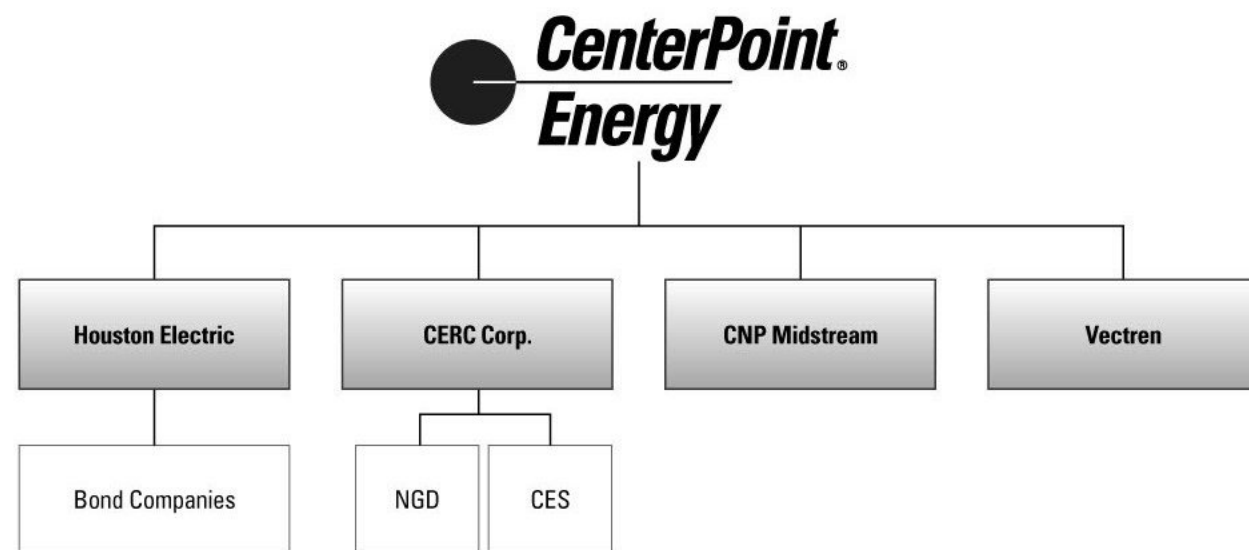 CenterPoint®
Energy
Houston Electric
CERC Corp.
CNP Midstream
Vectren
Bond Companies
NGD
CES